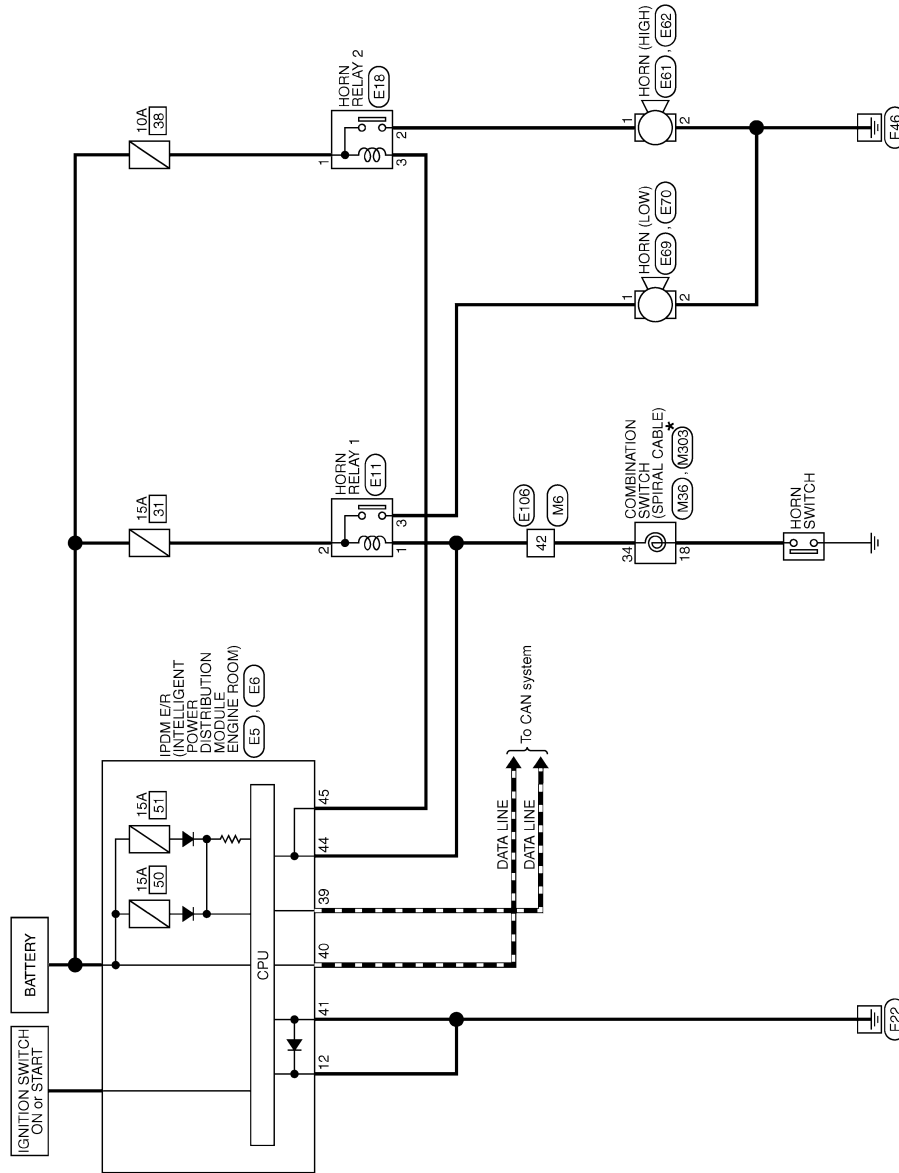 IGNITION SWITCH
ON or START
BATTERY
15A
50
15A
51
CPU
IPDM E/R
(INTELLIGENT
POWER
DISTRIBUTION
MODULE
ENGINE ROOM)
E5 , E6
12
41
40
39
44
45
DATA LINE
DATA LINE
To CAN system
15A
31
10A
38
HORN
RELAY 1
E11
2
1
3
HORN
RELAY 2
E18
1
3
2
E106
42
M6
COMBINATION
SWITCH
(SPIRAL CABLE)
M36 , M303 *
34
18
HORN
SWITCH
HORN (LOW)
E69 , E70
1
2
HORN (HIGH)
E61 , E62
1
2
E22
E46